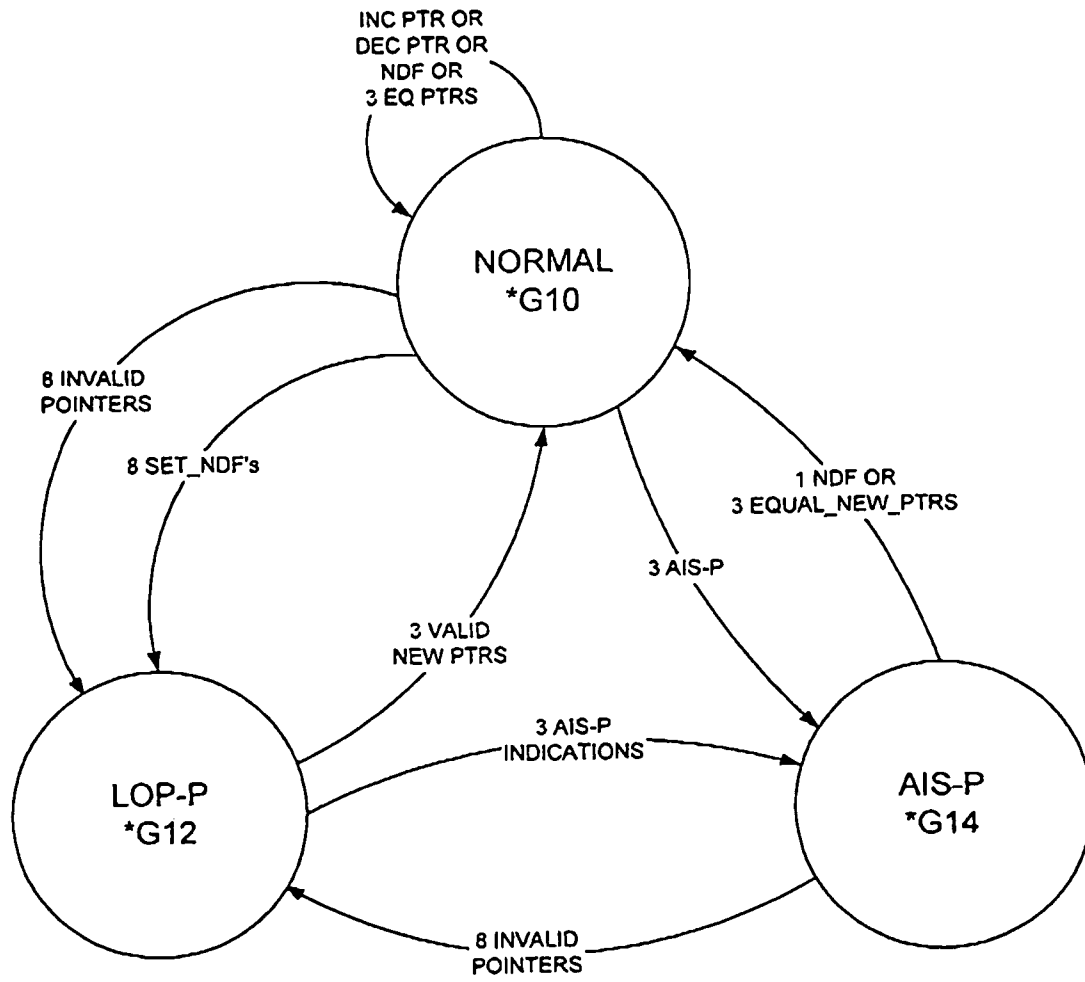 INC PTR OR
DEC PTR OR
NDF OR
3 EQ PTRS
NORMAL
*G10
8 INVALID
POINTERS
8 SET_NDF's
1 NDF OR
3 EQUAL_NEW_PTRS
3 AIS-P
3 VALID
NEW PTRS
3 AIS-P
INDICATIONS
LOP-P
*G12
AIS-P
*G14
8 INVALID
POINTERS